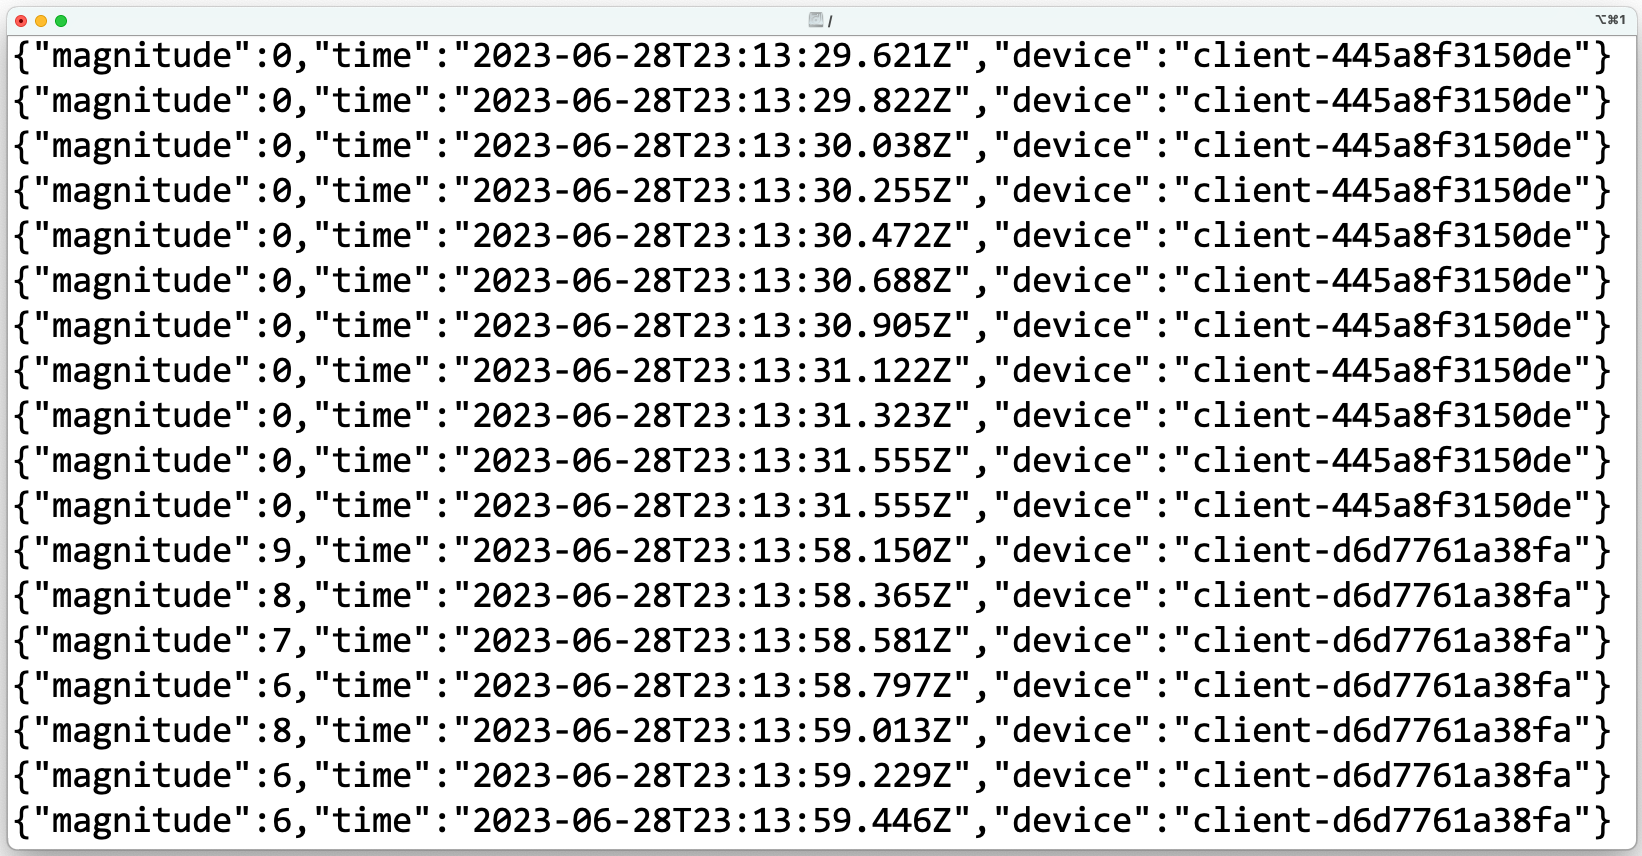 /
⌥⌘1
{"magnitude":0,"time":"2023-06-28T23:13:29.621Z","device":"client-445a8f3150de"}
{"magnitude":0,"time":"2023-06-28T23:13:29.822Z","device":"client-445a8f3150de"}
{"magnitude":0,"time":"2023-06-28T23:13:30.038Z","device":"client-445a8f3150de"}
{"magnitude":0,"time":"2023-06-28T23:13:30.255Z","device":"client-445a8f3150de"}
{"magnitude":0,"time":"2023-06-28T23:13:30.472Z","device":"client-445a8f3150de"}
{"magnitude":0,"time":"2023-06-28T23:13:30.688Z","device":"client-445a8f3150de"}
{"magnitude":0,"time":"2023-06-28T23:13:30.905Z","device":"client-445a8f3150de"}
{"magnitude":0,"time":"2023-06-28T23:13:31.122Z","device":"client-445a8f3150de"}
{"magnitude":0,"time":"2023-06-28T23:13:31.323Z","device":"client-445a8f3150de"}
{"magnitude":0,"time":"2023-06-28T23:13:31.555Z","device":"client-445a8f3150de"}
{"magnitude":0,"time":"2023-06-28T23:13:31.555Z","device":"client-445a8f3150de"}
{"magnitude":9,"time":"2023-06-28T23:13:58.150Z","device":"client-d6d7761a38fa"}
{"magnitude":8,"time":"2023-06-28T23:13:58.365Z","device":"client-d6d7761a38fa"}
{"magnitude":7,"time":"2023-06-28T23:13:58.581Z","device":"client-d6d7761a38fa"}
{"magnitude":6,"time":"2023-06-28T23:13:58.797Z","device":"client-d6d7761a38fa"}
{"magnitude":8,"time":"2023-06-28T23:13:59.013Z","device":"client-d6d7761a38fa"}
{"magnitude":6,"time":"2023-06-28T23:13:59.229Z","device":"client-d6d7761a38fa"}
{"magnitude":6,"time":"2023-06-28T23:13:59.446Z","device":"client-d6d7761a38fa"}